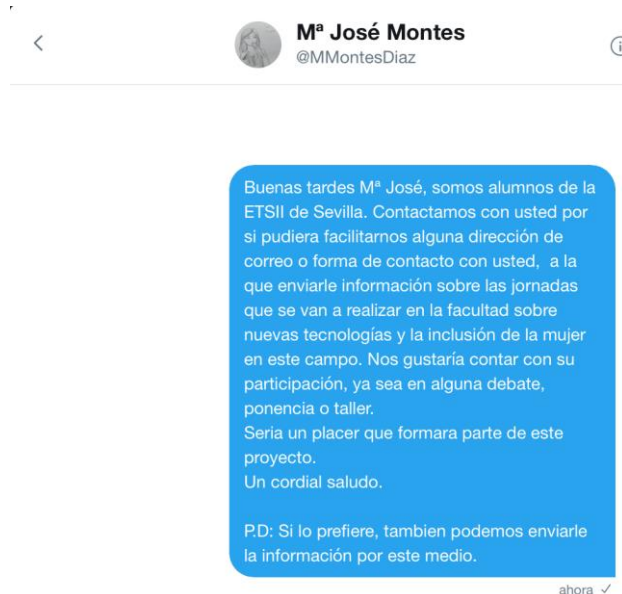 Mª José Montes
@MMontesDiaz
Buenas tardes Mª José, somos alumnos de la
ETSII de Sevilla. Contactamos con usted por
si pudiera facilitarnos alguna dirección de
correo o forma de contacto con usted,  a la
que enviarle información sobre las jornadas
que se van a realizar en la facultad sobre
nuevas tecnologías y la inclusión de la mujer
en este campo. Nos gustaría contar con su
participación, ya sea en alguna debate,
ponencia o taller.
Seria un placer que formara parte de este
proyecto.
Un cordial saludo.
P.D: Si lo prefiere, tambien podemos enviarle
la información por este medio.
ahora ✓